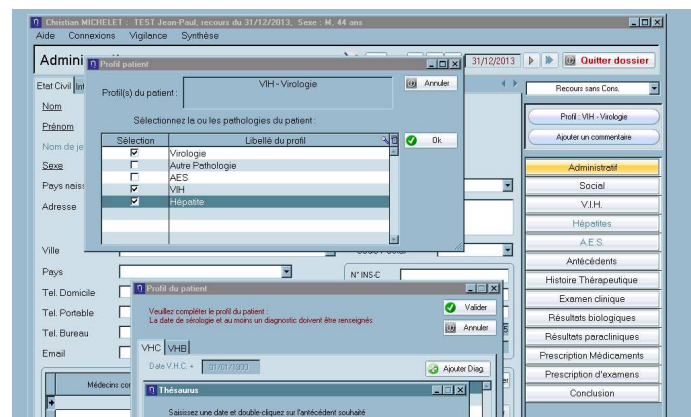 Christian MICHELET : TEST Jean-Paul, recours du 31/12/2013, Sexe : M, 44 ans
Aide Connexions Vigilance Synthèse
Admini
31/12/2013
Quitter dossier
Profil patient
Profil(s) du patient :
VIH - Virologie
Annuler
Sélectionnez la ou les pathologies du patient :
Sélection
Libellé du profil
Ok
Virologie
Autre Pathologie
AES
VIH
Hépatite
Etat Civil
Nom
Prénom
Nom de je
Sexe
Pays naiss
Adresse
Ville
Pays
N° INS-C
Tel. Domicile
Tel. Portable
Tel. Bureau
Email
Médecins
Recours sans Cons.
Profil : VIH - Virologie
Ajouter un commentaire
Administratif
Social
V.I.H.
Hépatites
A.E.S.
Antécédents
Histoire Thérapeutique
Examen clinique
Résultats biologiques
Résultats paracliniques
Prescription Médicaments
Prescription d'examens
Conclusion
Profil du patient
Veuillez compléter le profil du patient :
La date de sérologie et au moins un diagnostic doivent être renseignés
Valider
Annuler
VHC VHB
Date V.H.C. +
Ajouter Diag.
Thésaurus
Saisissez une date et double-cliquez sur l'antécédent souhaité